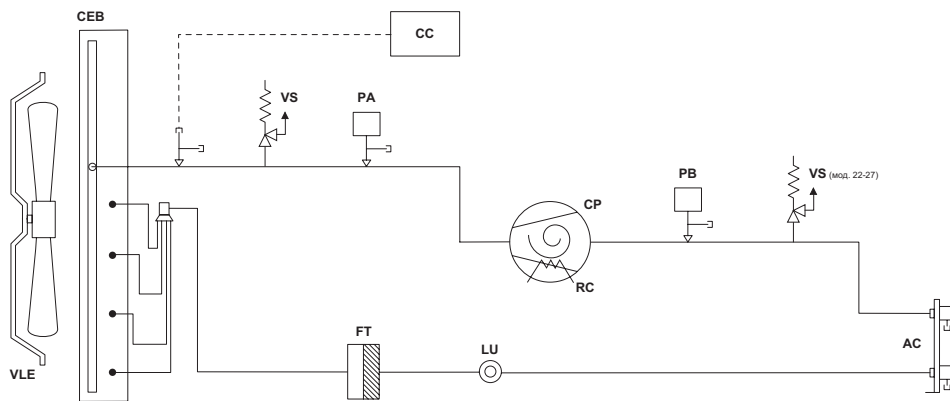 CEB
CC
VS
PA
VS (мод. 22-27)
PB
CP
RC
FT
LU
AC
VLE